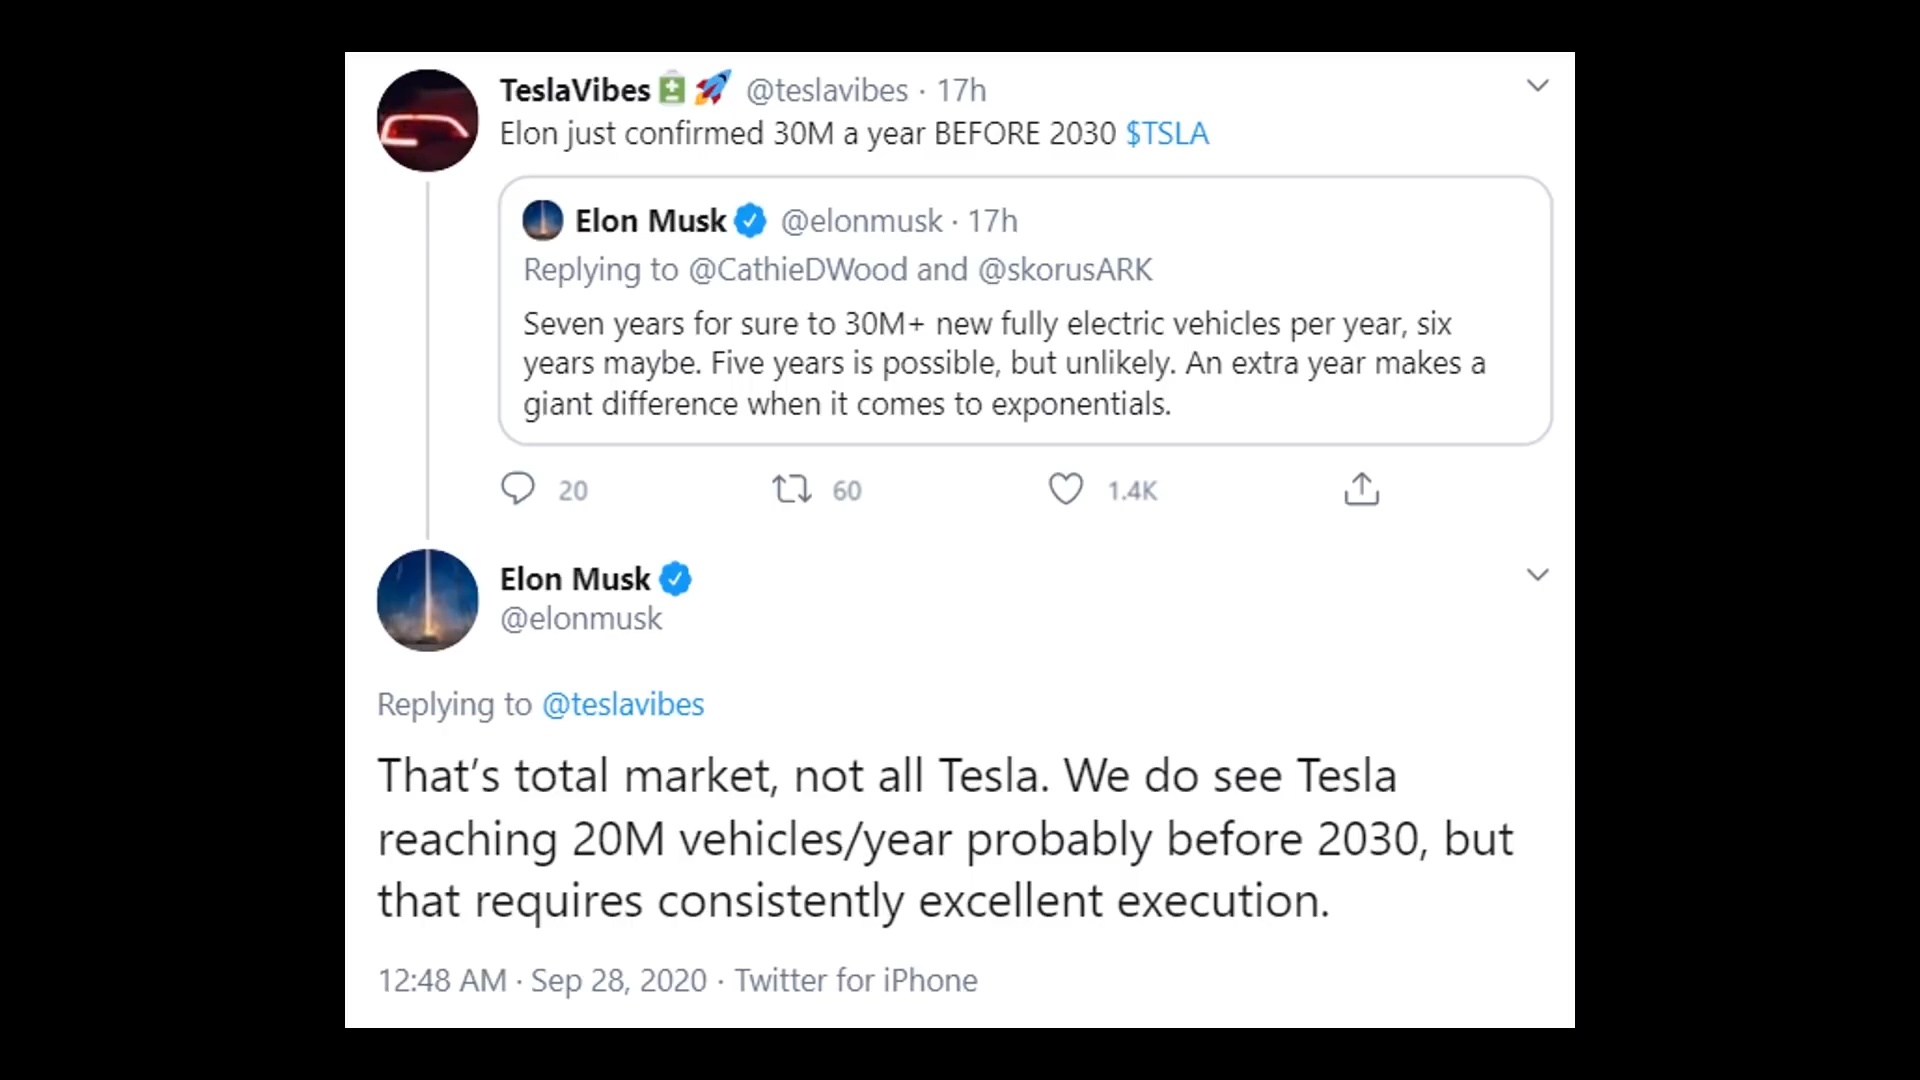 TeslaVibes🔋🚀 @teslavibes · 17h
Elon just confirmed 30M a year BEFORE 2030 $TSLA
Elon Musk @elonmusk · 17h
Replying to @CathieDWood and @skorusARK
Seven years for sure to 30M+ new fully electric vehicles per year, six
years maybe. Five years is possible, but unlikely. An extra year makes a
giant difference when it comes to exponentials.
20 60 1.4K
Elon Musk
@elonmusk
Replying to @teslavibes
That’s total market, not all Tesla. We do see Tesla
reaching 20M vehicles/year probably before 2030, but
that requires consistently excellent execution.
12:48 AM · Sep 28, 2020 · Twitter for iPhone